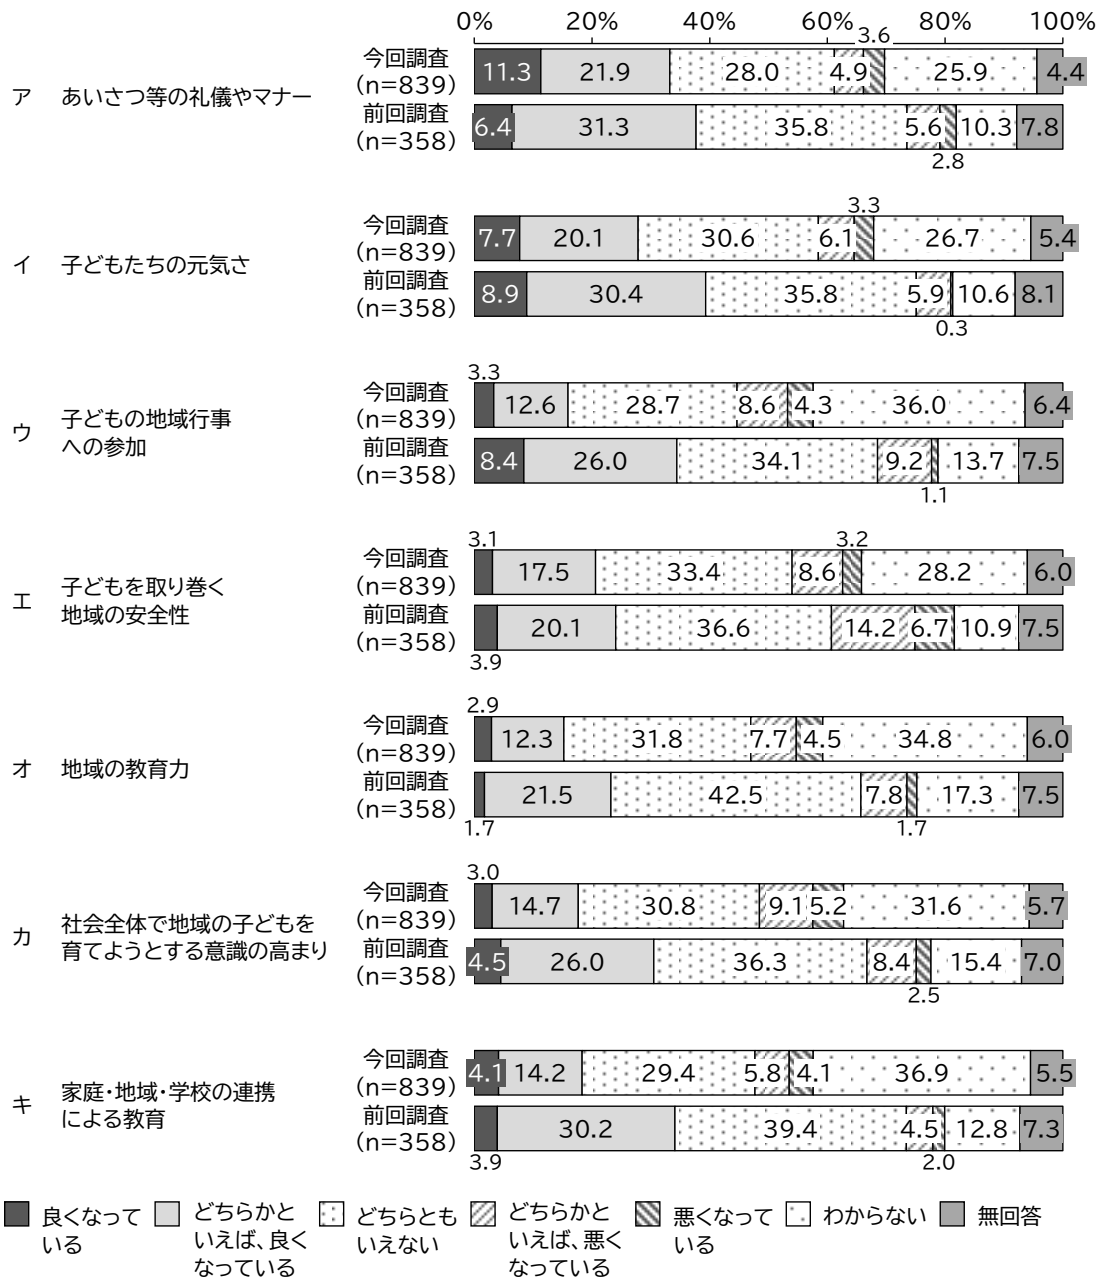 0% 20% 40% 60% 80% 100%
ア あいさつ等の礼儀やマナー
今回調査
(n=839)
11.3 21.9 28.0 4.9 3.6 25.9 4.4
前回調査
(n=358)
6.4 31.3 35.8 5.6 2.8 10.3 7.8
イ 子どもたちの元気さ
今回調査
(n=839)
7.7 20.1 30.6 6.1 3.3 26.7 5.4
前回調査
(n=358)
8.9 30.4 35.8 5.9 0.3 10.6 8.1
ウ 子どもの地域行事
への参加
今回調査
(n=839)
3.3 12.6 28.7 8.6 4.3 36.0 6.4
前回調査
(n=358)
8.4 26.0 34.1 9.2 1.1 13.7 7.5
エ 子どもを取り巻く
地域の安全性
今回調査
(n=839)
3.1 17.5 33.4 8.6 3.2 28.2 6.0
前回調査
(n=358)
3.9 20.1 36.6 14.2 6.7 10.9 7.5
オ 地域の教育力
今回調査
(n=839)
2.9 12.3 31.8 7.7 4.5 34.8 6.0
前回調査
(n=358)
1.7 21.5 42.5 7.8 1.7 17.3 7.5
カ 社会全体で地域の子どもを
育てようとする意識の高まり
今回調査
(n=839)
3.0 14.7 30.8 9.1 5.2 31.6 5.7
前回調査
(n=358)
4.5 26.0 36.3 8.4 2.5 15.4 7.0
キ 家庭・地域・学校の連携
による教育
今回調査
(n=839)
4.1 14.2 29.4 5.8 4.1 36.9 5.5
前回調査
(n=358)
3.9 30.2 39.4 4.5 2.0 12.8 7.3
良くなって
いる
どちらかと
いえば、良く
なっている
どちらとも
いえない
どちらかと
いえば、悪く
なっている
悪くなって
いる
わからない
無回答